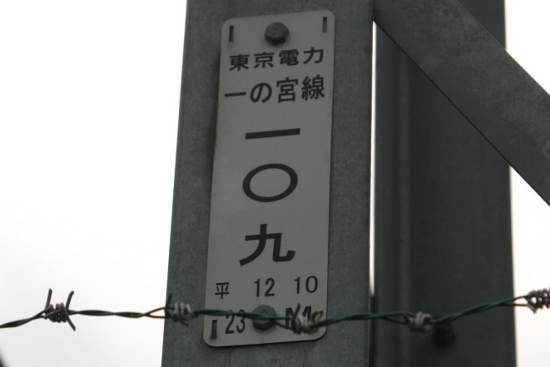 東京電力
一の宮線
一〇九
平 12 10
23